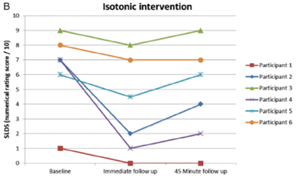 B
Isotonic intervention
SLDS (numerical rating score / 10)
10
9
8
7
6
5
4
3
2
1
0
Baseline
Immediate follow up
45 Minute follow up
Participant 1
Participant 2
Participant 3
Participant 4
Participant 5
Participant 6